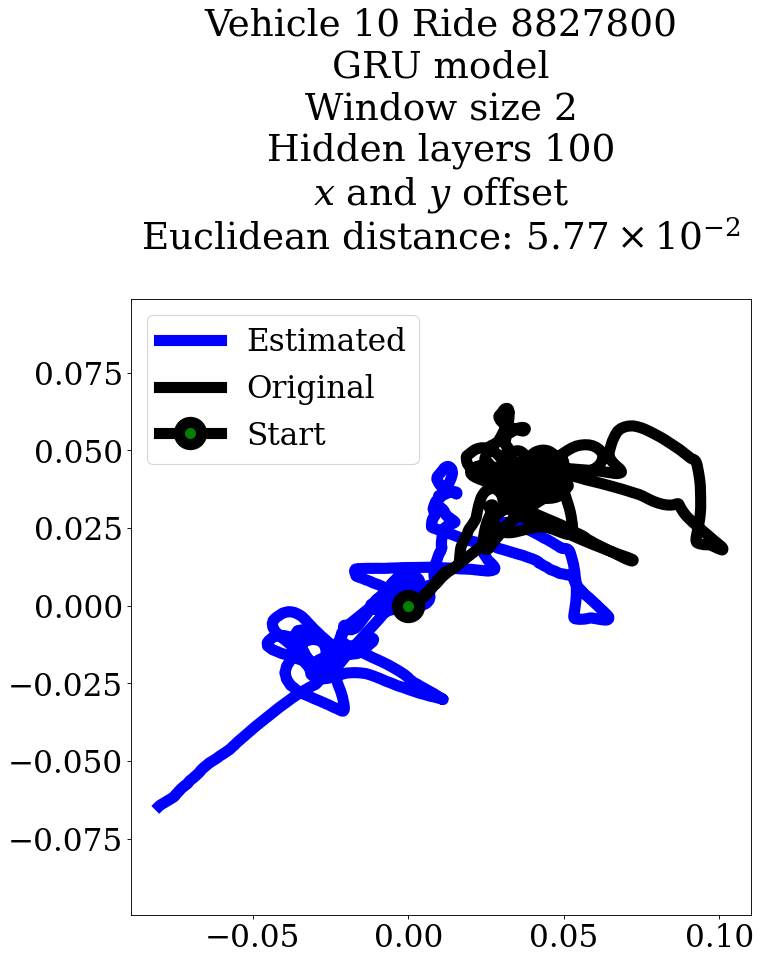 Vehicle 10 Ride 8827800
GRU model
Window size 2
Hidden layers 100
x and y offset
Euclidean distance: 5.77 × 10⁻²
Estimated
Original
Start
0.075
0.050
0.025
0.000
−0.025
−0.050
−0.075
−0.05 0.00 0.05 0.10